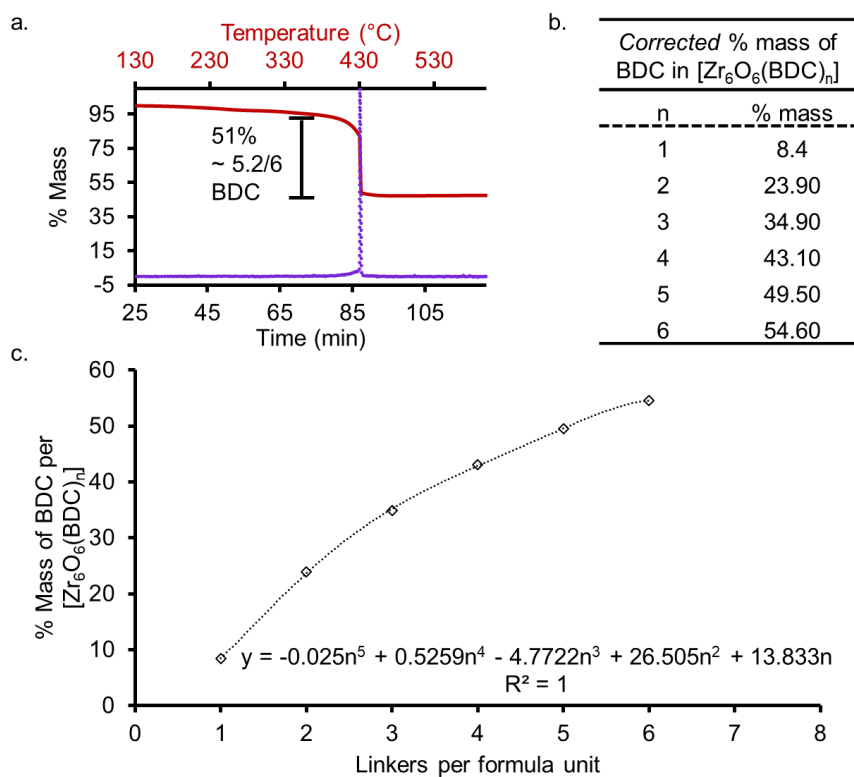 a.
Temperature (°C)
130 230 330 430 530
% Mass
95
75
55
35
15
-5
51%
~ 5.2/6
BDC
25 45 65 85 105
Time (min)
b.
Corrected % mass of
BDC in [Zr₆O₆(BDC)ₙ]
n % mass
1 8.4
2 23.90
3 34.90
4 43.10
5 49.50
6 54.60
c.
% Mass of BDC per
[Zr₆O₆(BDC)ₙ]
60
50
40
30
20
10
0
y = -0.025n⁵ + 0.5259n⁴ - 4.7722n³ + 26.505n² + 13.833n
R² = 1
0 1 2 3 4 5 6 7 8
Linkers per formula unit